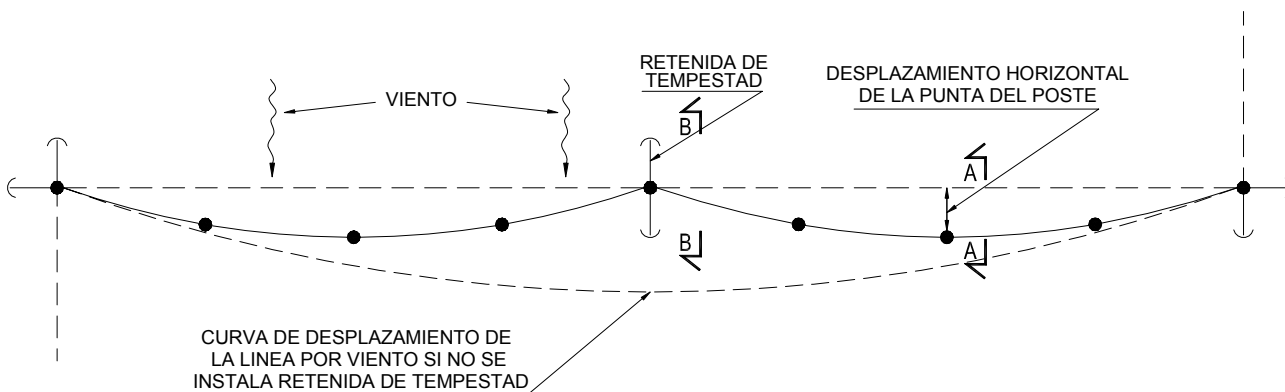 RETENIDA DE
TEMPESTAD
DESPLAZAMIENTO HORIZONTAL
DE LA PUNTA DEL POSTE
VIENTO
B
A
B
A
CURVA DE DESPLAZAMIENTO DE
LA LINEA POR VIENTO SI NO SE
INSTALA RETENIDA DE TEMPESTAD